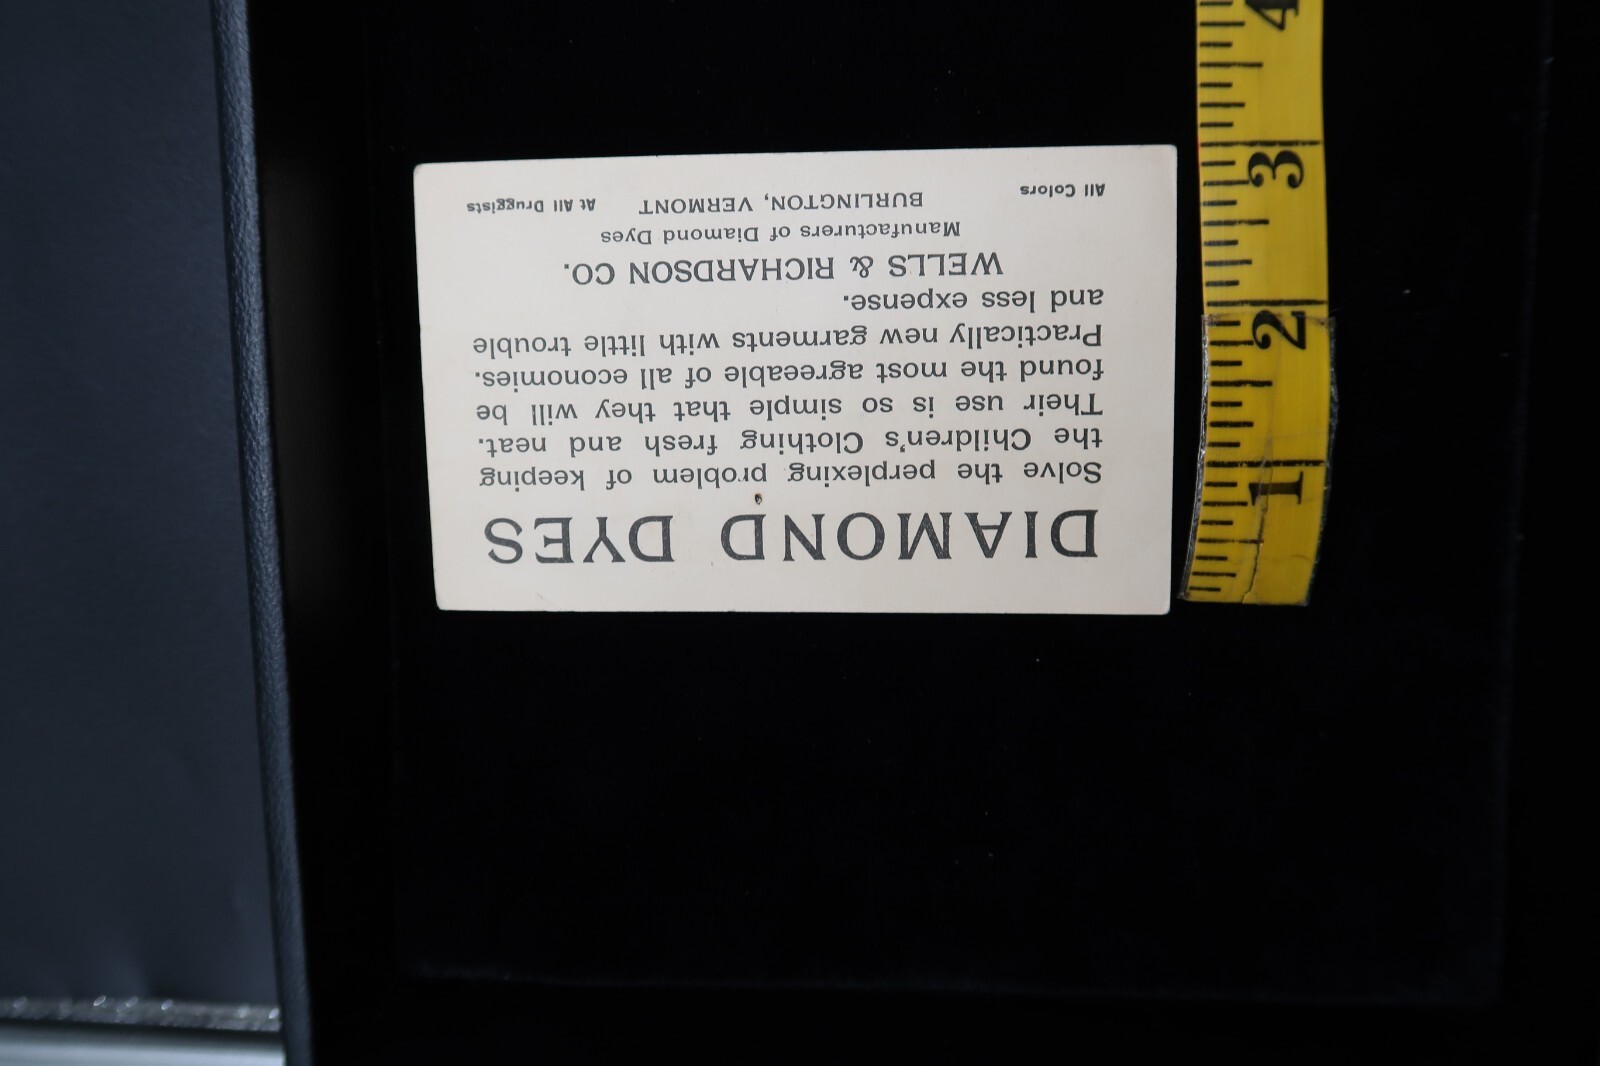 DIAMOND DYES
Solve the perplexing problem of keeping
the Children's Clothing fresh and neat.
Their use is so simple that they will be
found the most agreeable of all economies.
Practically new garments with little trouble
and less expense.
WELLS & RICHARDSON CO.
Manufacturers of Diamond Dyes
All Colors BURLINGTON, VERMONT At All Druggists
1
2
3
4